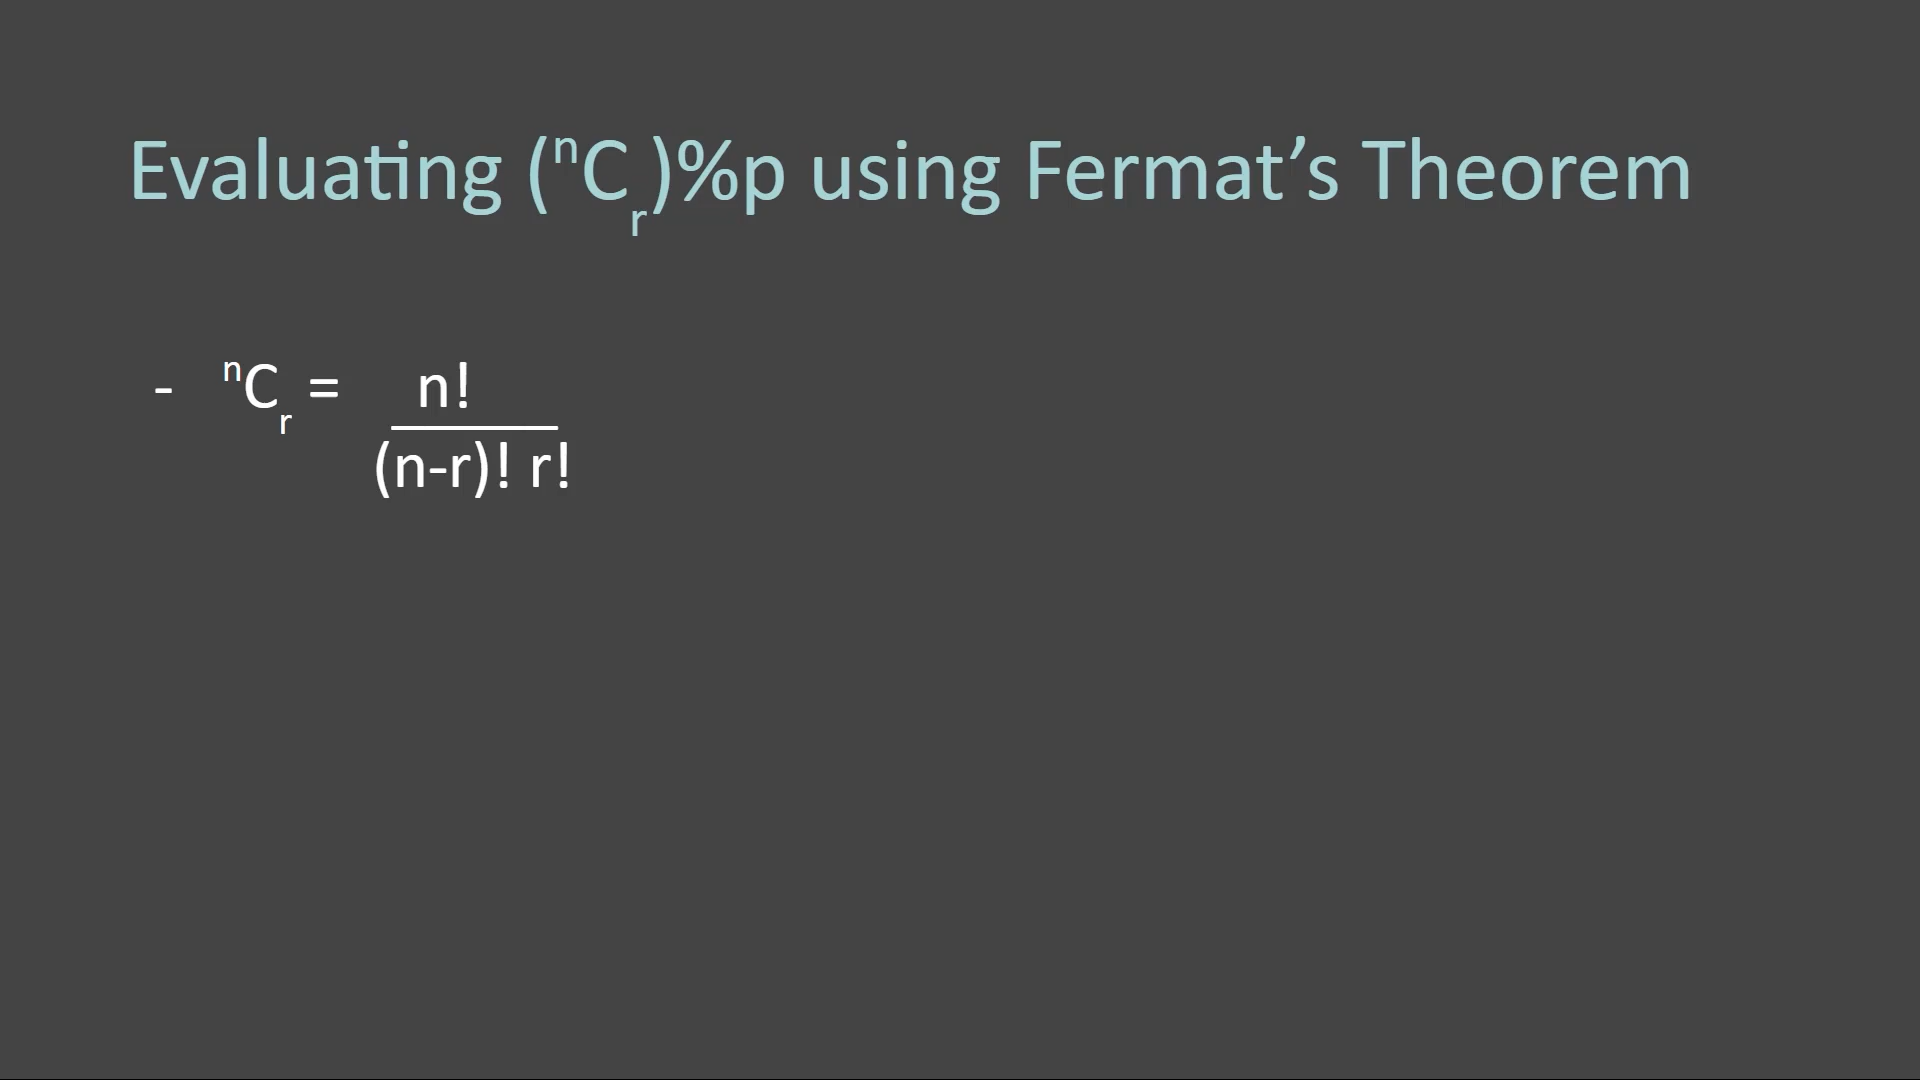 Evaluating (ⁿCᵣ)%p using Fermat’s Theorem
- ⁿCᵣ = n!
(n-r)! r!